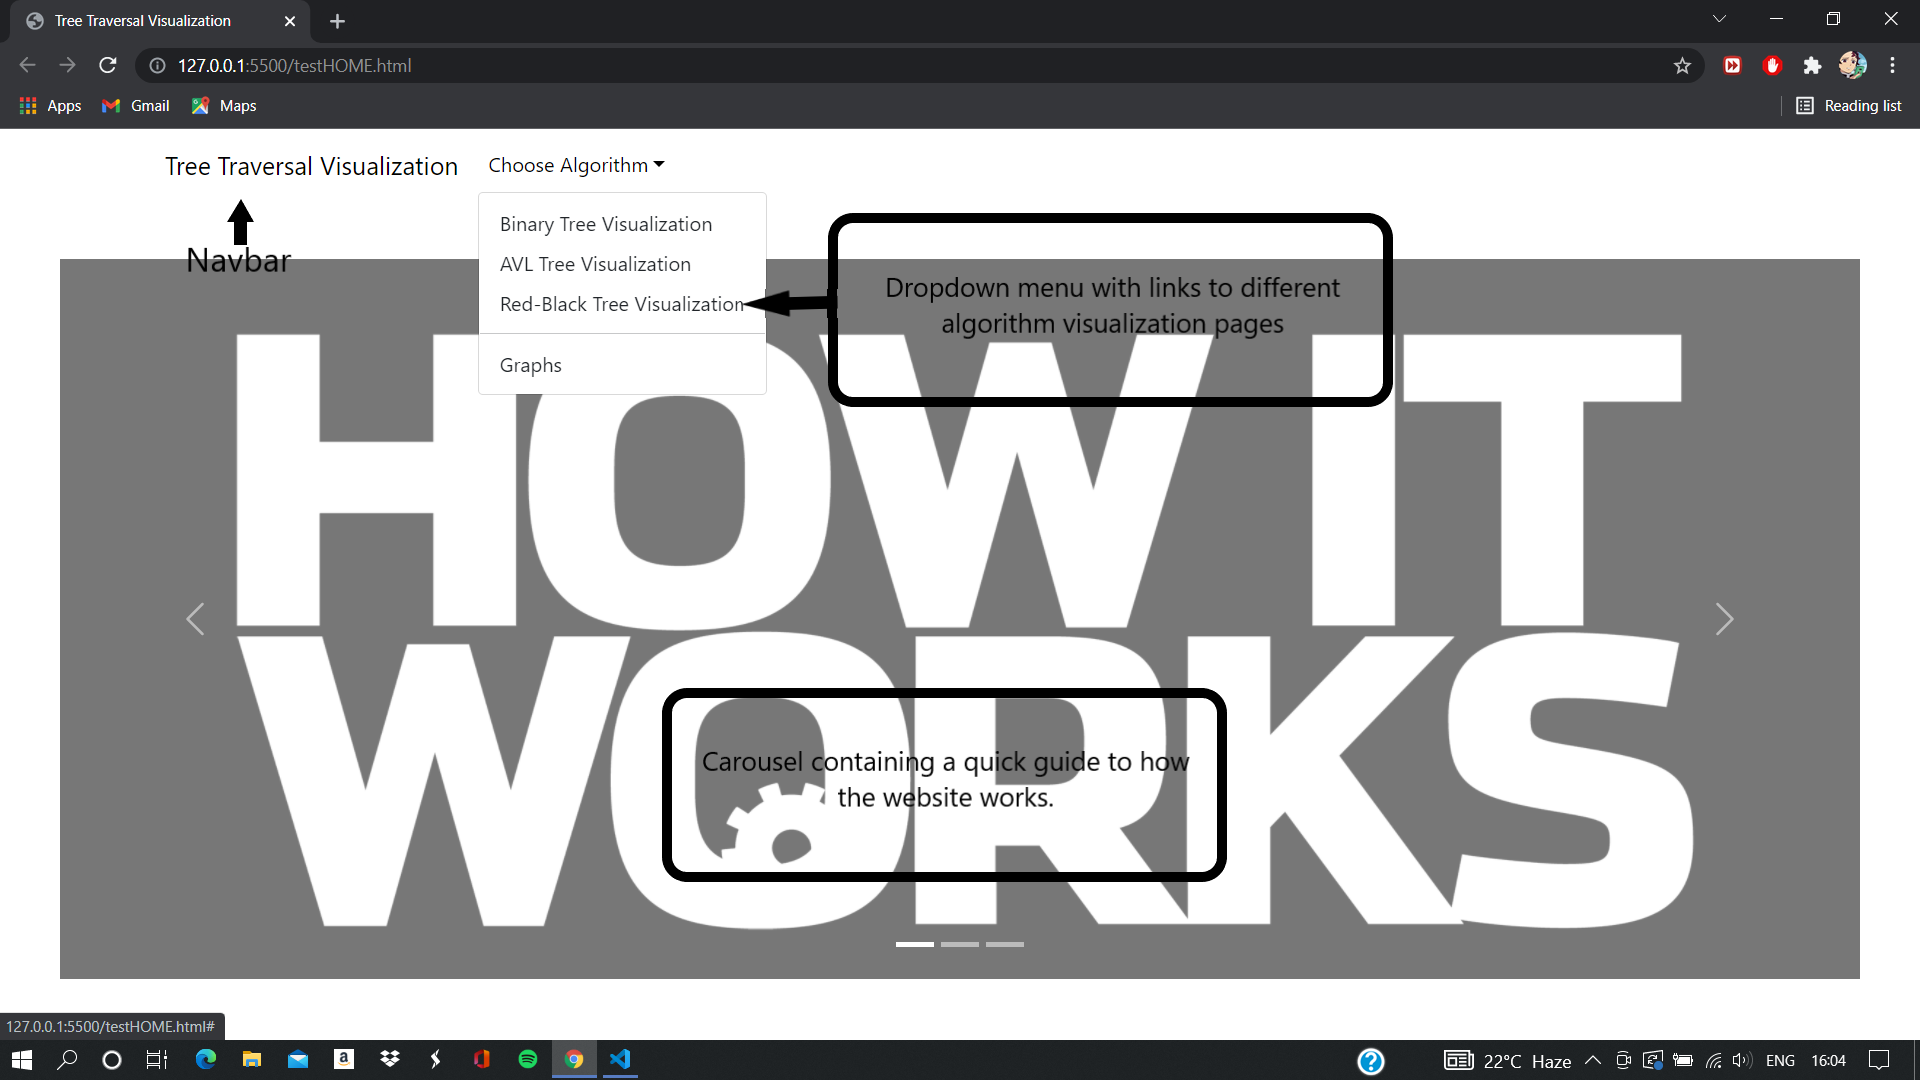 Tree Traversal Visualization
127.0.0.1:5500/testHOME.html
Apps Gmail Maps
Reading list
Tree Traversal Visualization Choose Algorithm
Navbar
Binary Tree Visualization
AVL Tree Visualization
Red-Black Tree Visualization
Graphs
Dropdown menu with links to different
algorithm visualization pages
HOW IT
WORKS
Carousel containing a quick guide to how
the website works.
127.0.0.1:5500/testHOME.html#
22°C Haze ENG 16:04